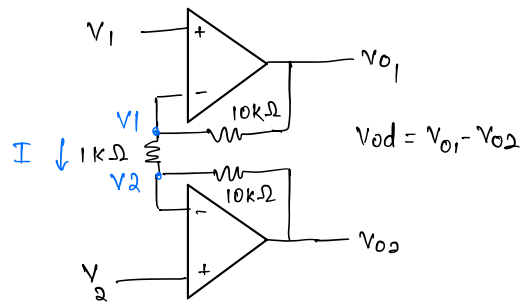 V1
+
-
Vo1
10kΩ
V1
I ↓ 1kΩ
Vod = Vo1 - Vo2
V2
10kΩ
-
Vo2
V2
+